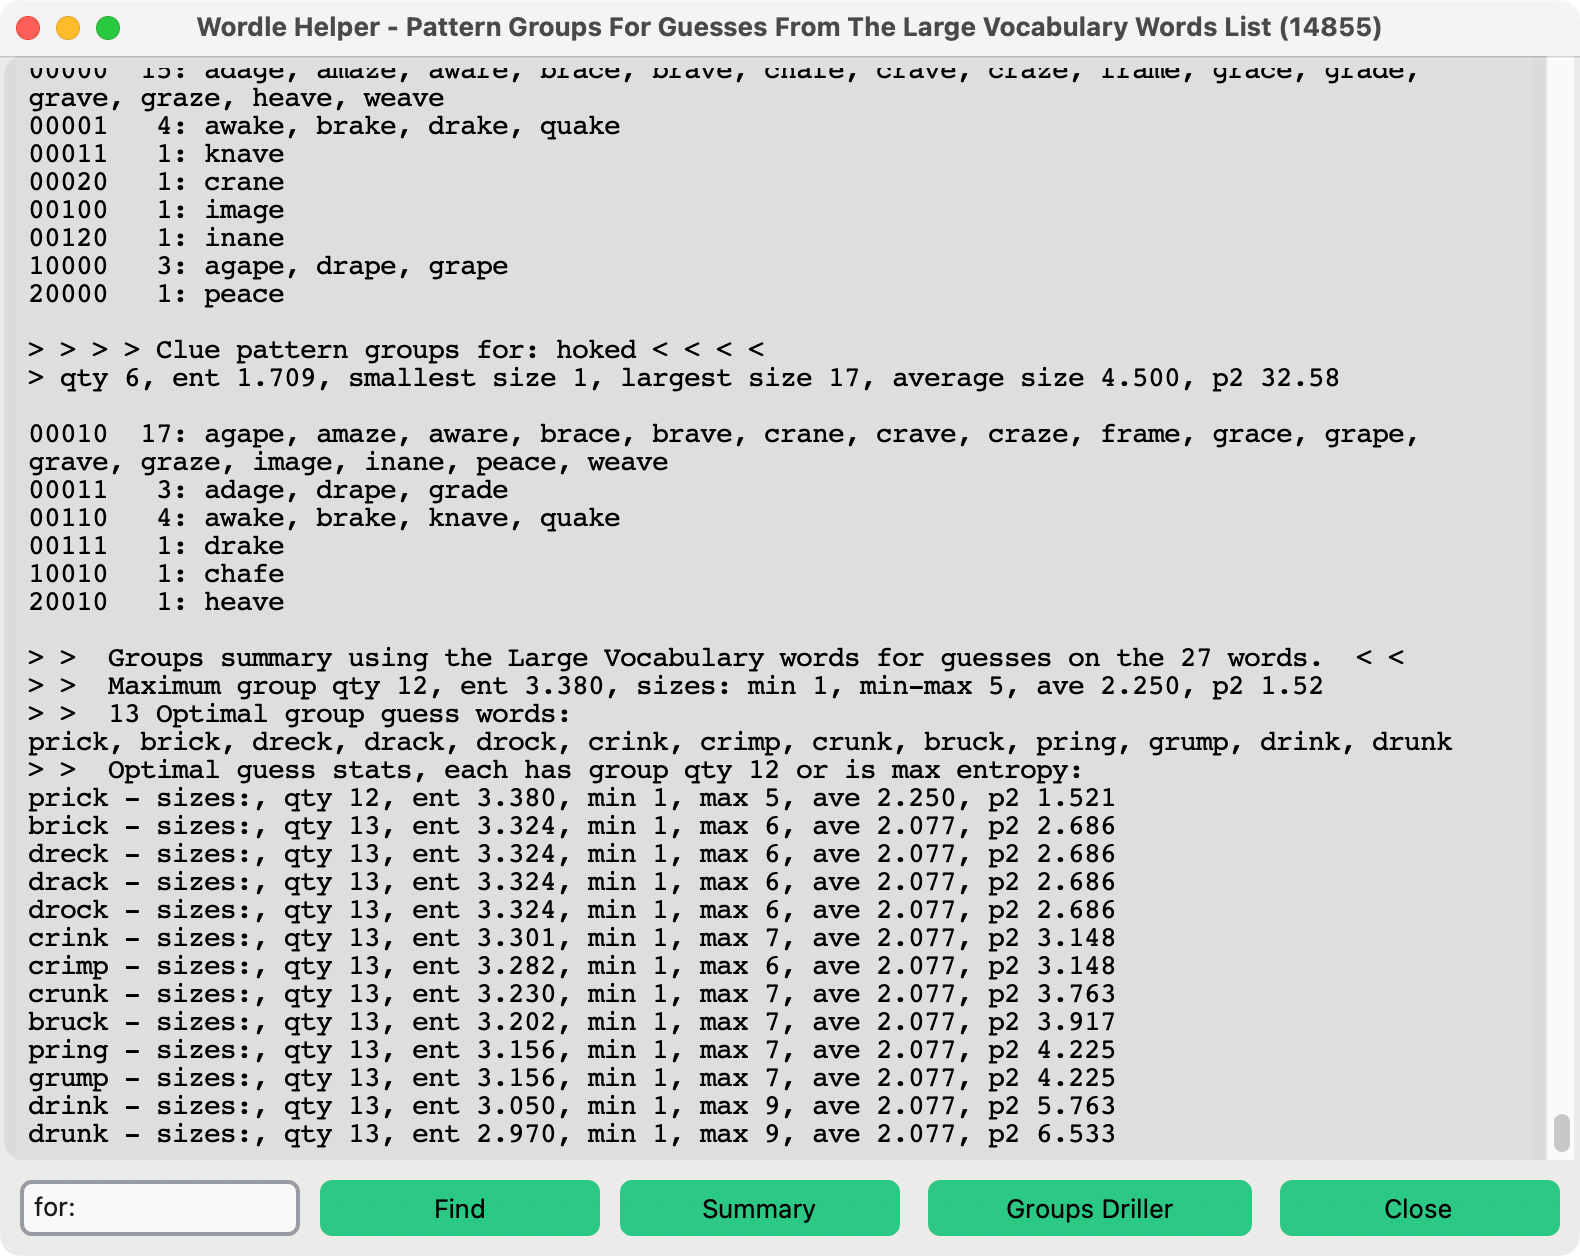 Wordle Helper - Pattern Groups For Guesses From The Large Vocabulary Words List (14855)
00000  15: adage, amaze, aware, brace, brave, chafe, crave, craze, frame, grace, grade,
grave, graze, heave, weave
00001   4: awake, brake, drake, quake
00011   1: knave
00020   1: crane
00100   1: image
00120   1: inane
10000   3: agape, drape, grape
20000   1: peace
> > > > Clue pattern groups for: hoked < < < <
> qty 6, ent 1.709, smallest size 1, largest size 17, average size 4.500, p2 32.58
00010  17: agape, amaze, aware, brace, brave, crane, crave, craze, frame, grace, grape,
grave, graze, image, inane, peace, weave
00011   3: adage, drape, grade
00110   4: awake, brake, knave, quake
00111   1: drake
10010   1: chafe
20010   1: heave
> >  Groups summary using the Large Vocabulary words for guesses on the 27 words.  < <
> >  Maximum group qty 12, ent 3.380, sizes: min 1, min-max 5, ave 2.250, p2 1.52
> >  13 Optimal group guess words:
prick, brick, dreck, drack, drock, crink, crimp, crunk, bruck, pring, grump, drink, drunk
> >  Optimal guess stats, each has group qty 12 or is max entropy:
prick - sizes:, qty 12, ent 3.380, min 1, max 5, ave 2.250, p2 1.521
brick - sizes:, qty 13, ent 3.324, min 1, max 6, ave 2.077, p2 2.686
dreck - sizes:, qty 13, ent 3.324, min 1, max 6, ave 2.077, p2 2.686
drack - sizes:, qty 13, ent 3.324, min 1, max 6, ave 2.077, p2 2.686
drock - sizes:, qty 13, ent 3.324, min 1, max 6, ave 2.077, p2 2.686
crink - sizes:, qty 13, ent 3.301, min 1, max 7, ave 2.077, p2 3.148
crimp - sizes:, qty 13, ent 3.282, min 1, max 6, ave 2.077, p2 3.148
crunk - sizes:, qty 13, ent 3.230, min 1, max 7, ave 2.077, p2 3.763
bruck - sizes:, qty 13, ent 3.202, min 1, max 7, ave 2.077, p2 3.917
pring - sizes:, qty 13, ent 3.156, min 1, max 7, ave 2.077, p2 4.225
grump - sizes:, qty 13, ent 3.156, min 1, max 7, ave 2.077, p2 4.225
drink - sizes:, qty 13, ent 3.050, min 1, max 9, ave 2.077, p2 5.763
drunk - sizes:, qty 13, ent 2.970, min 1, max 9, ave 2.077, p2 6.533
for: Find Summary Groups Driller Close